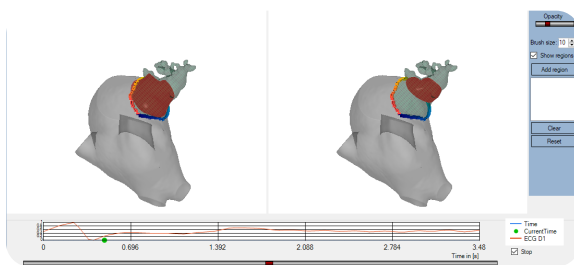 Opacity
Brush size: 10
Show regions
Add region
Clear
Reset
0
0.696
1.392
2.088
2.784
3.48
Time in [s]
Time
CurrentTime
ECG D1
Stop